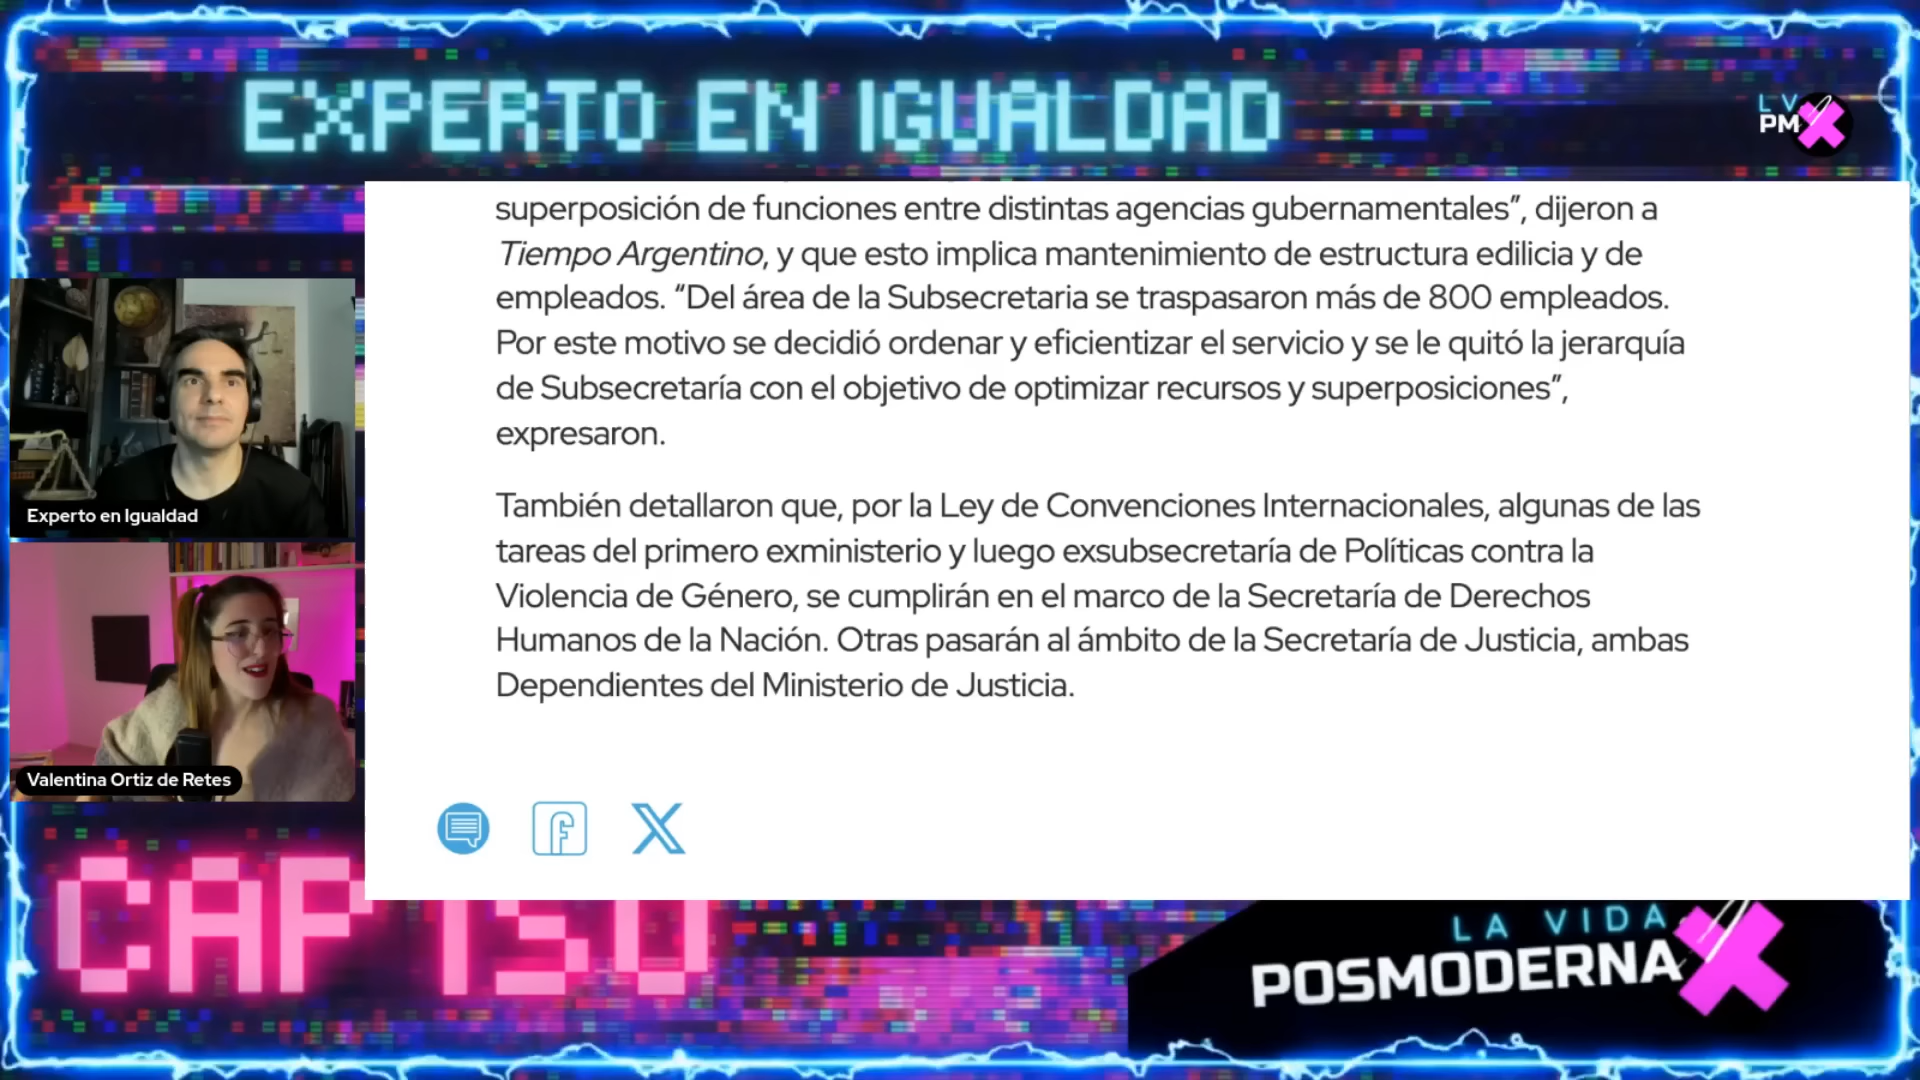 EXPERTO EN IGUALDAD
LV
PM
superposición de funciones entre distintas agencias gubernamentales”, dijeron a
Tiempo Argentino, y que esto implica mantenimiento de estructura edilicia y de
empleados. “Del área de la Subsecretaria se traspasaron más de 800 empleados.
Por este motivo se decidió ordenar y eficientizar el servicio y se le quitó la jerarquía
de Subsecretaría con el objetivo de optimizar recursos y superposiciones”,
expresaron.
También detallaron que, por la Ley de Convenciones Internacionales, algunas de las
tareas del primero exministerio y luego exsubsecretaría de Políticas contra la
Violencia de Género, se cumplirán en el marco de la Secretaría de Derechos
Humanos de la Nación. Otras pasarán al ámbito de la Secretaría de Justicia, ambas
Dependientes del Ministerio de Justicia.
Experto en Igualdad
Valentina Ortiz de Retes
CAP 150
LA VIDA
POSMODERNA